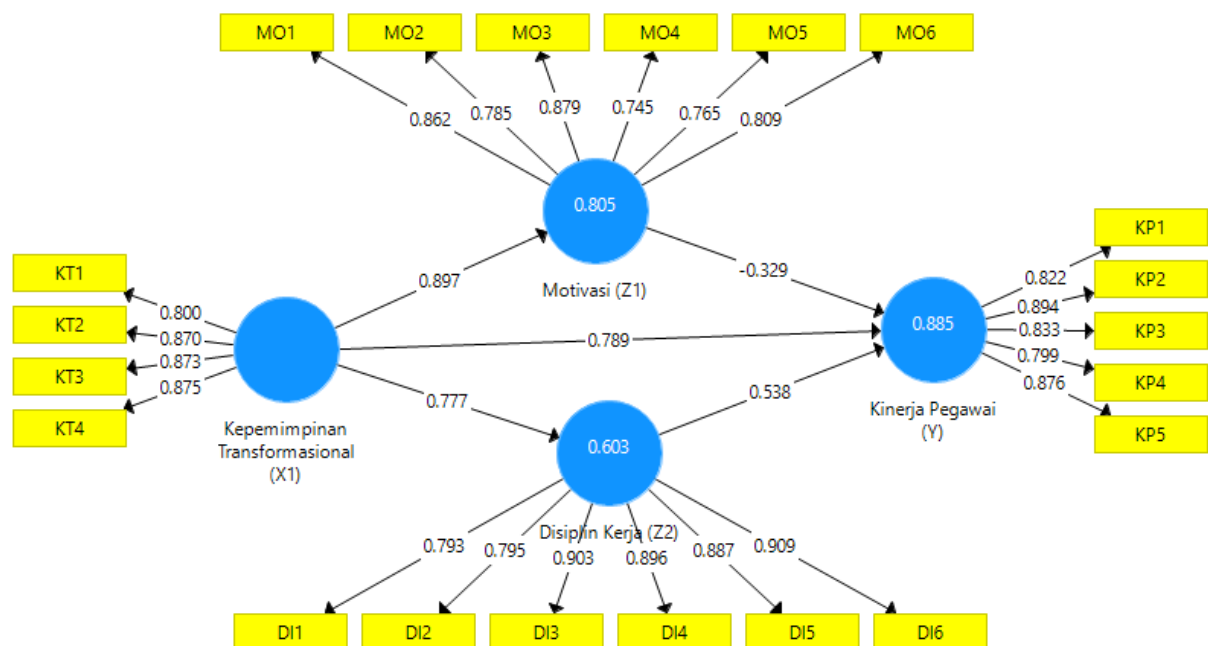 MO1 MO2 MO3 MO4 MO5 MO6
0.862 0.785 0.879 0.745 0.765 0.809
0.805
Motivasi (Z1)
KT1
KT2
KT3
KT4
0.800
0.870
0.873
0.875
Kepemimpinan
Transformasional
(X1)
0.897
0.789
0.777
-0.329
0.538
0.885
Kinerja Pegawai
(Y)
0.822
0.894
0.833
0.799
0.876
KP1
KP2
KP3
KP4
KP5
0.603
Disiplin Kerja (Z2)
0.793 0.795 0.903 0.896 0.887 0.909
DI1 DI2 DI3 DI4 DI5 DI6